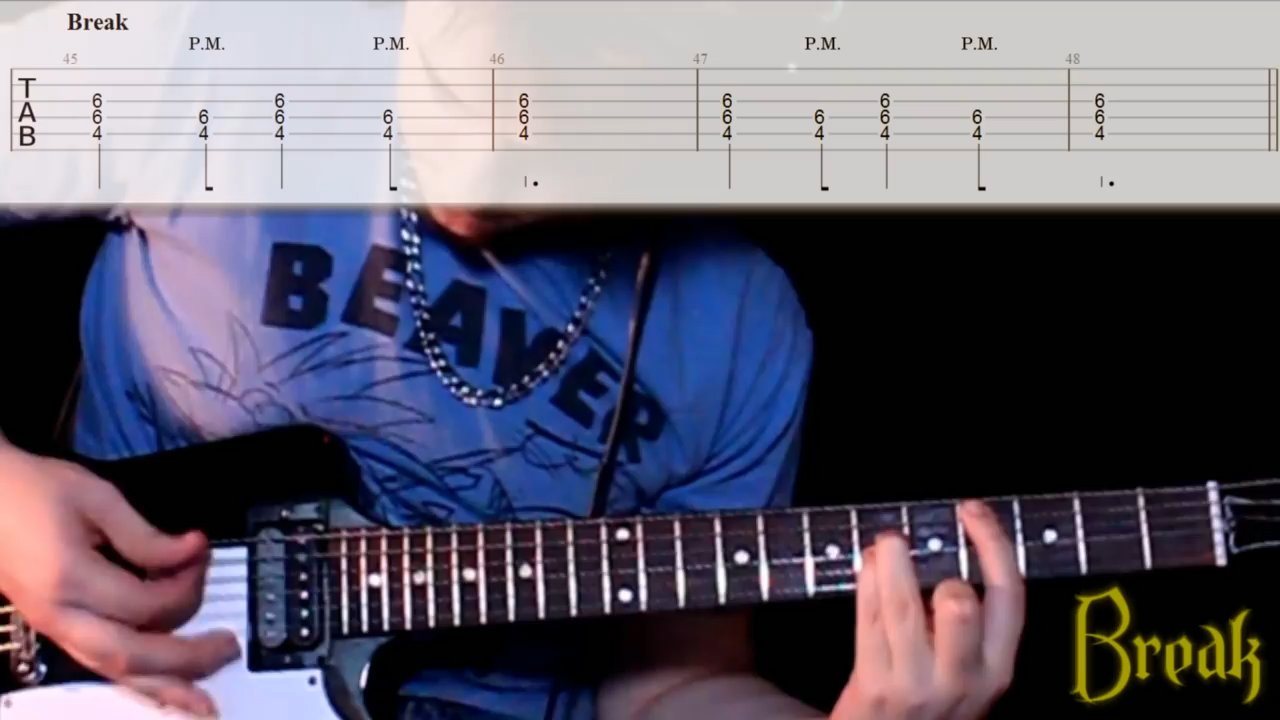 Break
P.M. P.M. P.M. P.M.
45 46 47 48
T
A
B
6 6 6 6 6 6
6 6 6 6 6 6 6 6 6 6
4 4 4 4 4 4 4 4 4 4
BEAVER
Break